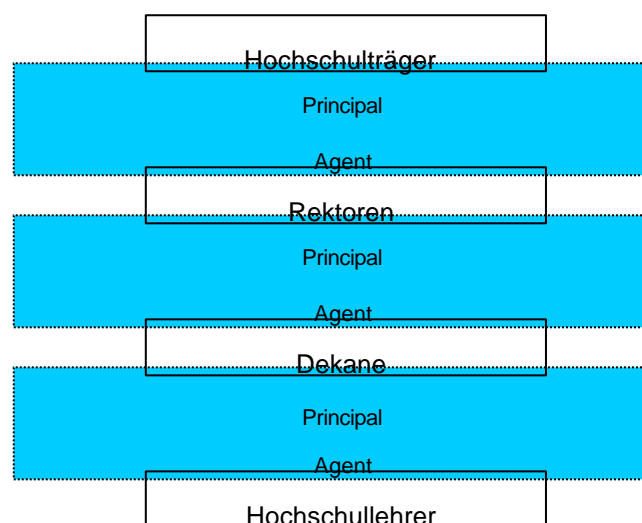 Hochschulträger
Principal
Agent
Rektoren
Principal
Agent
Dekane
Principal
Agent
Hochschullehrer